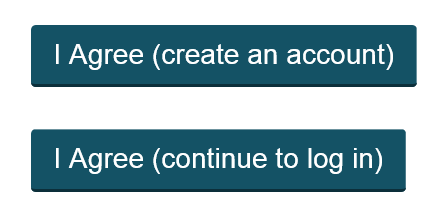 I Agree (create an account)
I Agree (continue to log in)